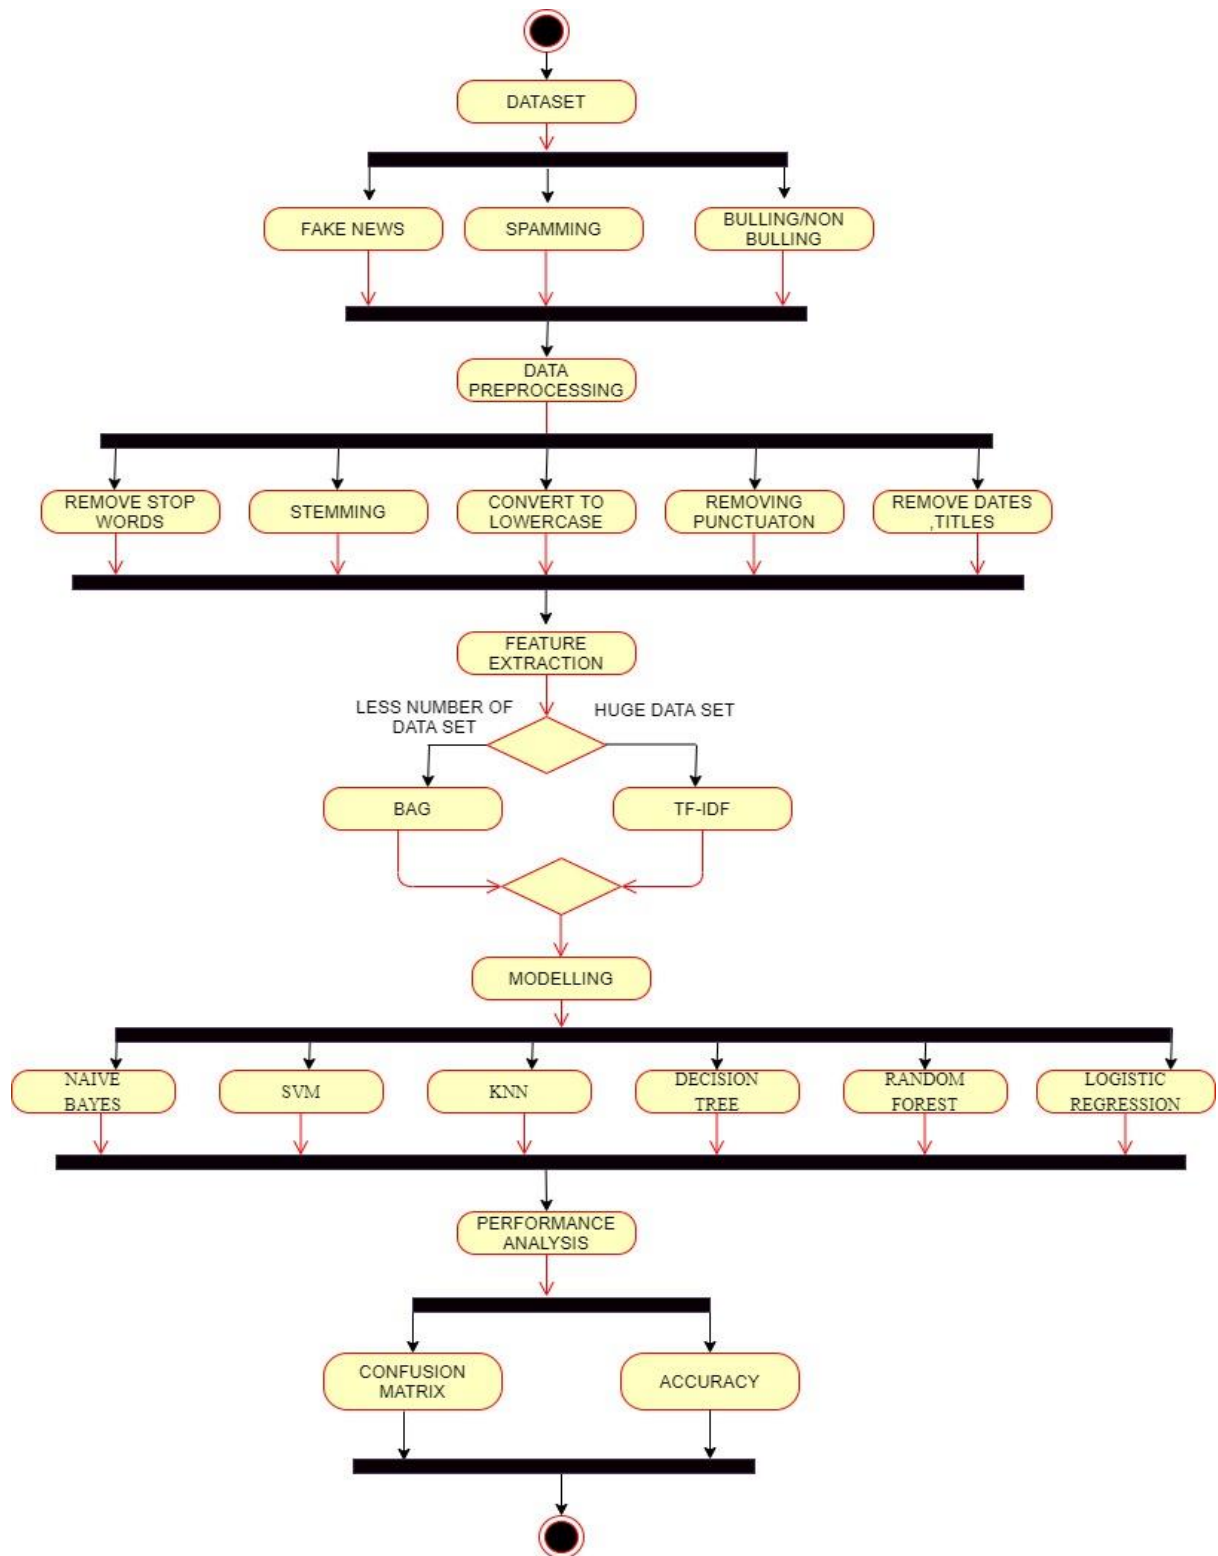 DATASET
FAKE NEWS
SPAMMING
BULLING/NON
BULLING
DATA
PREPROCESSING
REMOVE STOP
WORDS
STEMMING
CONVERT TO
LOWERCASE
REMOVING
PUNCTUATON
REMOVE DATES
,TITLES
FEATURE
EXTRACTION
LESS NUMBER OF
DATA SET
HUGE DATA SET
BAG
TF-IDF
MODELLING
NAIVE
BAYES
SVM
KNN
DECISION
TREE
RANDOM
FOREST
LOGISTIC
REGRESSION
PERFORMANCE
ANALYSIS
CONFUSION
MATRIX
ACCURACY